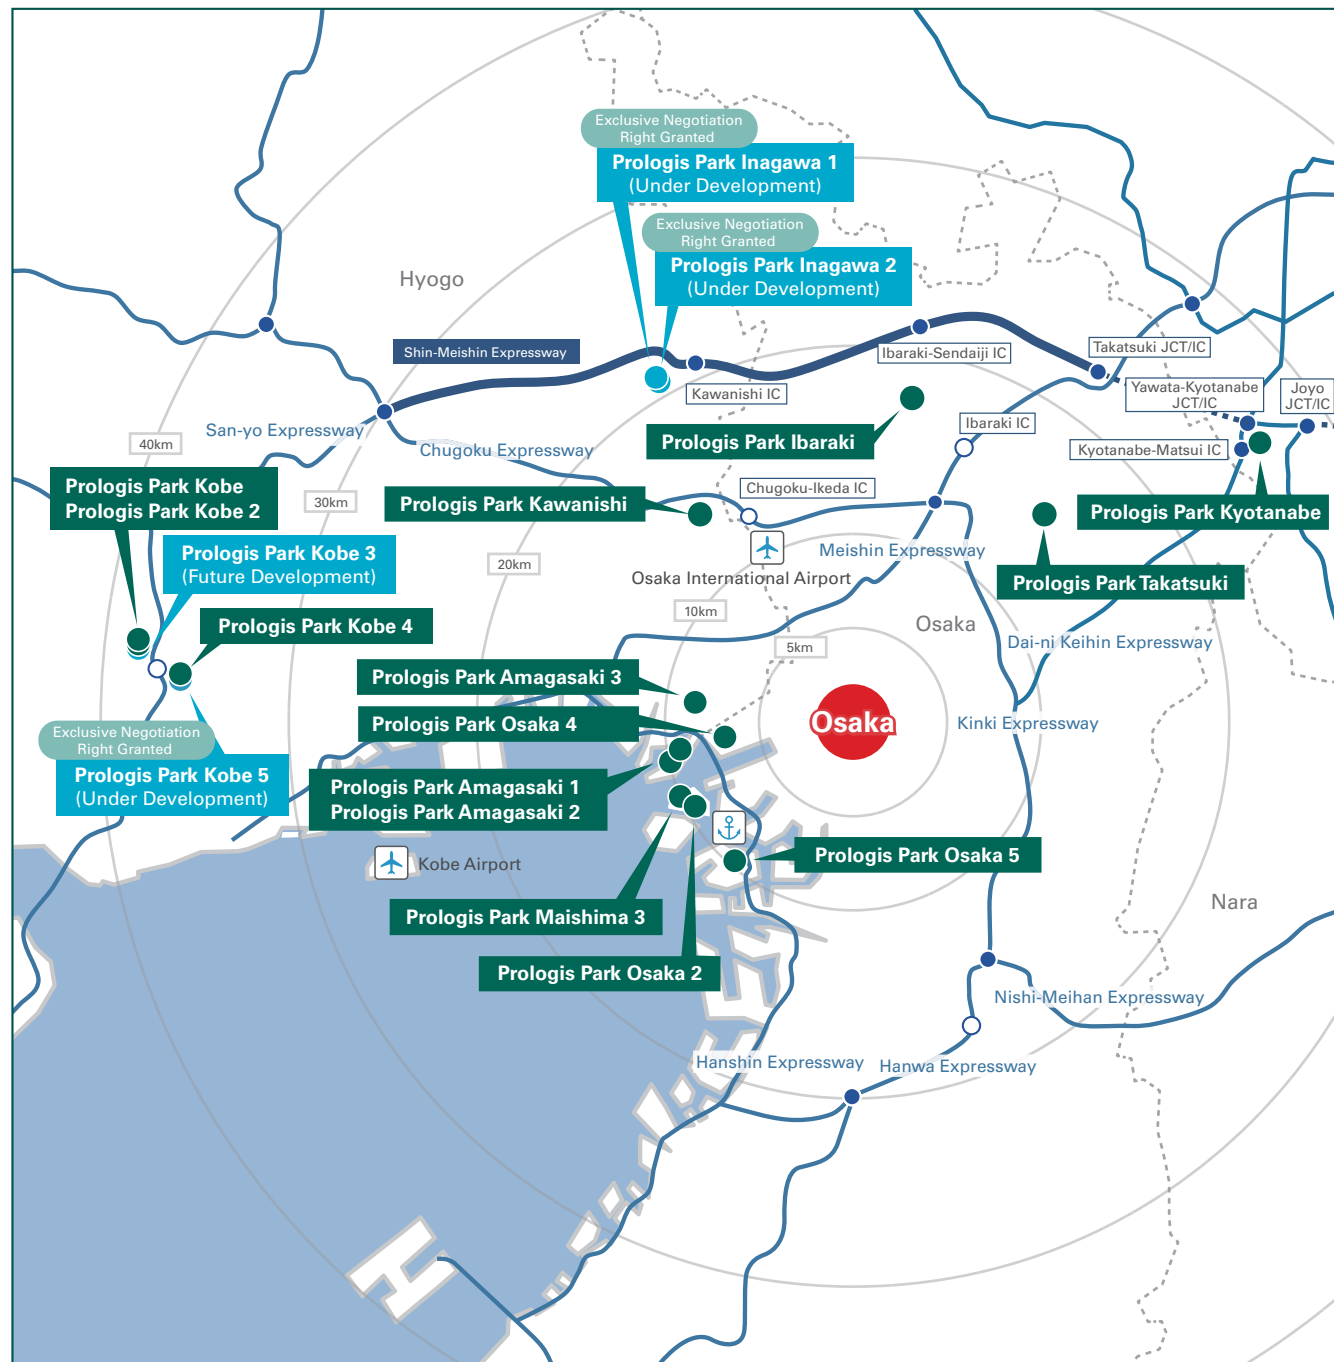 Exclusive Negotiation
Right Granted
Prologis Park Inagawa 1
(Under Development)
Exclusive Negotiation
Right Granted
Prologis Park Inagawa 2
(Under Development)
Hyogo
Shin-Meishin Expressway
Ibaraki-Sendaiji IC
Takatsuki JCT/IC
Kawanishi IC
Yawata-Kyotanabe
JCT/IC
Joyo
JCT/IC
San-yo Expressway
40km
Chugoku Expressway
Prologis Park Ibaraki
Ibaraki IC
Kyotanabe-Matsui IC
Prologis Park Kobe
Prologis Park Kobe 2
30km
Prologis Park Kawanishi
Chugoku-Ikeda IC
Prologis Park Kyotanabe
Prologis Park Kobe 3
(Future Development)
20km
Meishin Expressway
Osaka International Airport
Prologis Park Takatsuki
10km
Prologis Park Kobe 4
Osaka
5km
Dai-ni Keihin Expressway
Prologis Park Amagasaki 3
Prologis Park Osaka 4
Osaka
Kinki Expressway
Exclusive Negotiation
Right Granted
Prologis Park Kobe 5
(Under Development)
Prologis Park Amagasaki 1
Prologis Park Amagasaki 2
Kobe Airport
Prologis Park Osaka 5
Nara
Prologis Park Maishima 3
Prologis Park Osaka 2
Nishi-Meihan Expressway
Hanshin Expressway
Hanwa Expressway